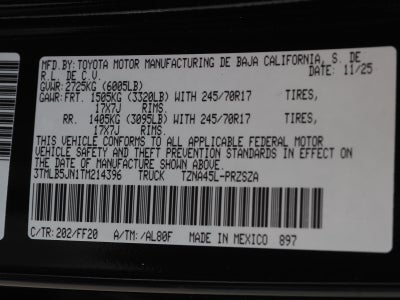 MFD.BY: TOYOTA MOTOR MANUFACTURING DE BAJA CALIFORNIA, S. DE
R.L. DE C.V. DATE: 11/25
GVWR: 2725KG (6005LB)
GAWR: FRT. 1505KG (3320LB) WITH 245/70R17 TIRES,
17X7J RIMS.
RR. 1405KG (3095LB) WITH 245/70R17 TIRES,
17X7J RIMS.
THIS VEHICLE CONFORMS TO ALL APPLICABLE FEDERAL MOTOR
VEHICLE SAFETY AND THEFT PREVENTION STANDARDS IN EFFECT ON
THE DATE OF MANUFACTURE SHOWN ABOVE.
3TMLB5JN1TM214396 TRUCK TZNA45L-PRZSZA
C/TR: 202/FF20 A/TM: /AL80F MADE IN MEXICO 897